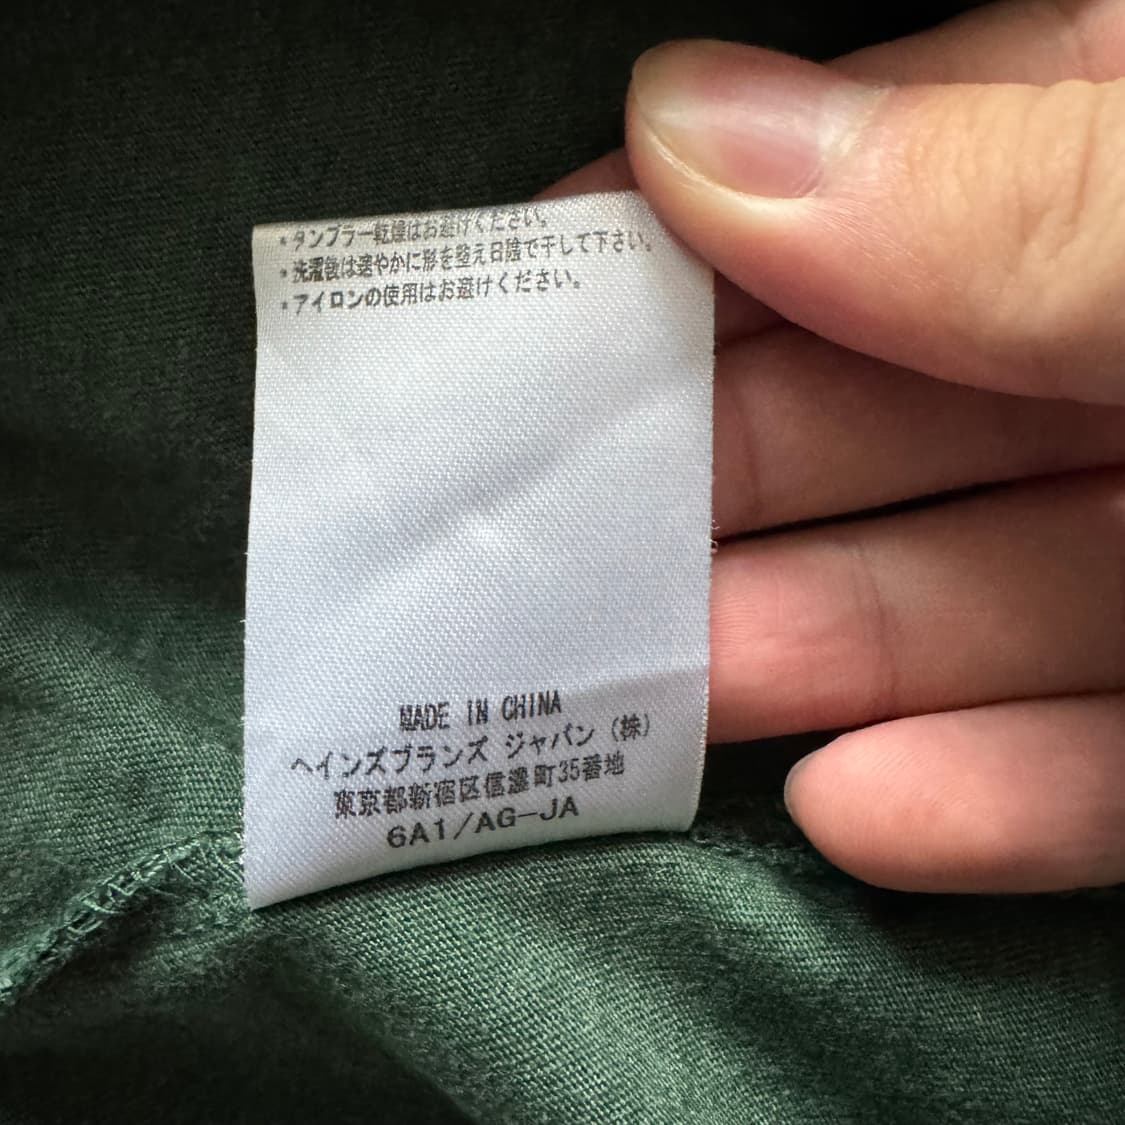 ・タンブラー乾燥はお避けください。
・洗濯後は速やかに形を整え日陰で干して下さい。
・アイロンの使用はお避けください。
MADE IN CHINA
ヘインズブランズ ジャパン（株）
東京都新宿区信濃町35番地
6A1/AG-JA